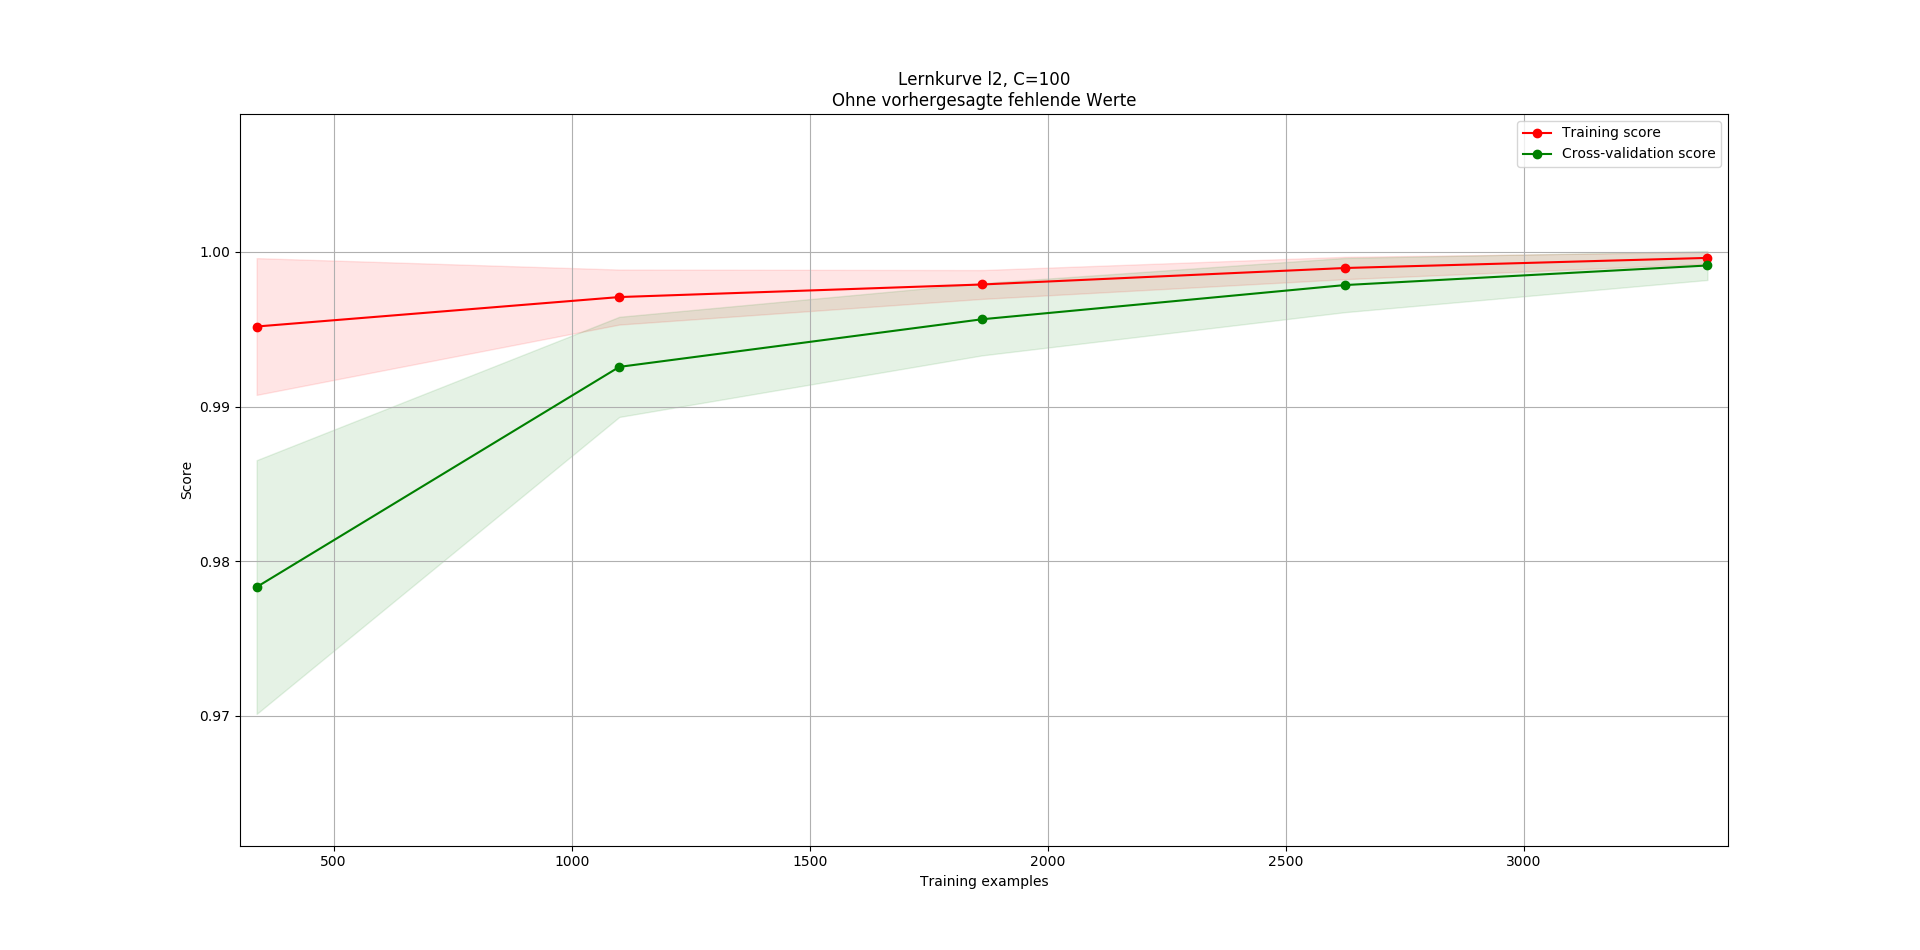 Lernkurve l2, C=100
Ohne vorhergesagte fehlende Werte
Training score
Cross-validation score
1.00
0.99
0.98
0.97
Score
500
1000
1500
2000
2500
3000
Training examples